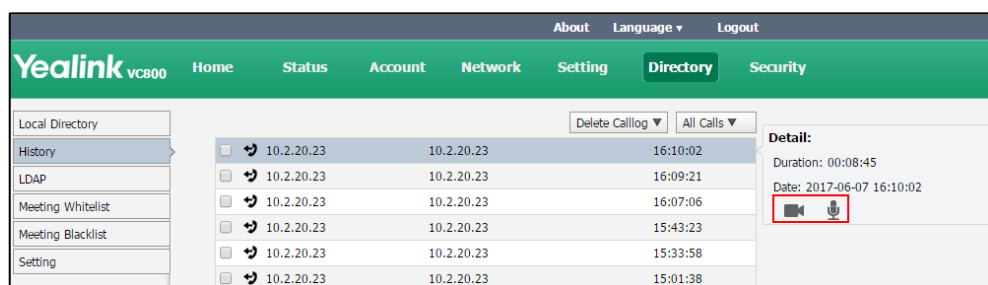 About Language ▾ Logout
Yealink VC800 Home Status Account Network Setting Directory Security
Delete Calllog ▼ All Calls ▼
Local Directory
History
LDAP
Meeting Whitelist
Meeting Blacklist
Setting
10.2.20.23 10.2.20.23 16:10:02
10.2.20.23 10.2.20.23 16:09:21
10.2.20.23 10.2.20.23 16:07:06
10.2.20.23 10.2.20.23 15:43:23
10.2.20.23 10.2.20.23 15:33:58
10.2.20.23 10.2.20.23 15:01:38
Detail:
Duration: 00:08:45
Date: 2017-06-07 16:10:02